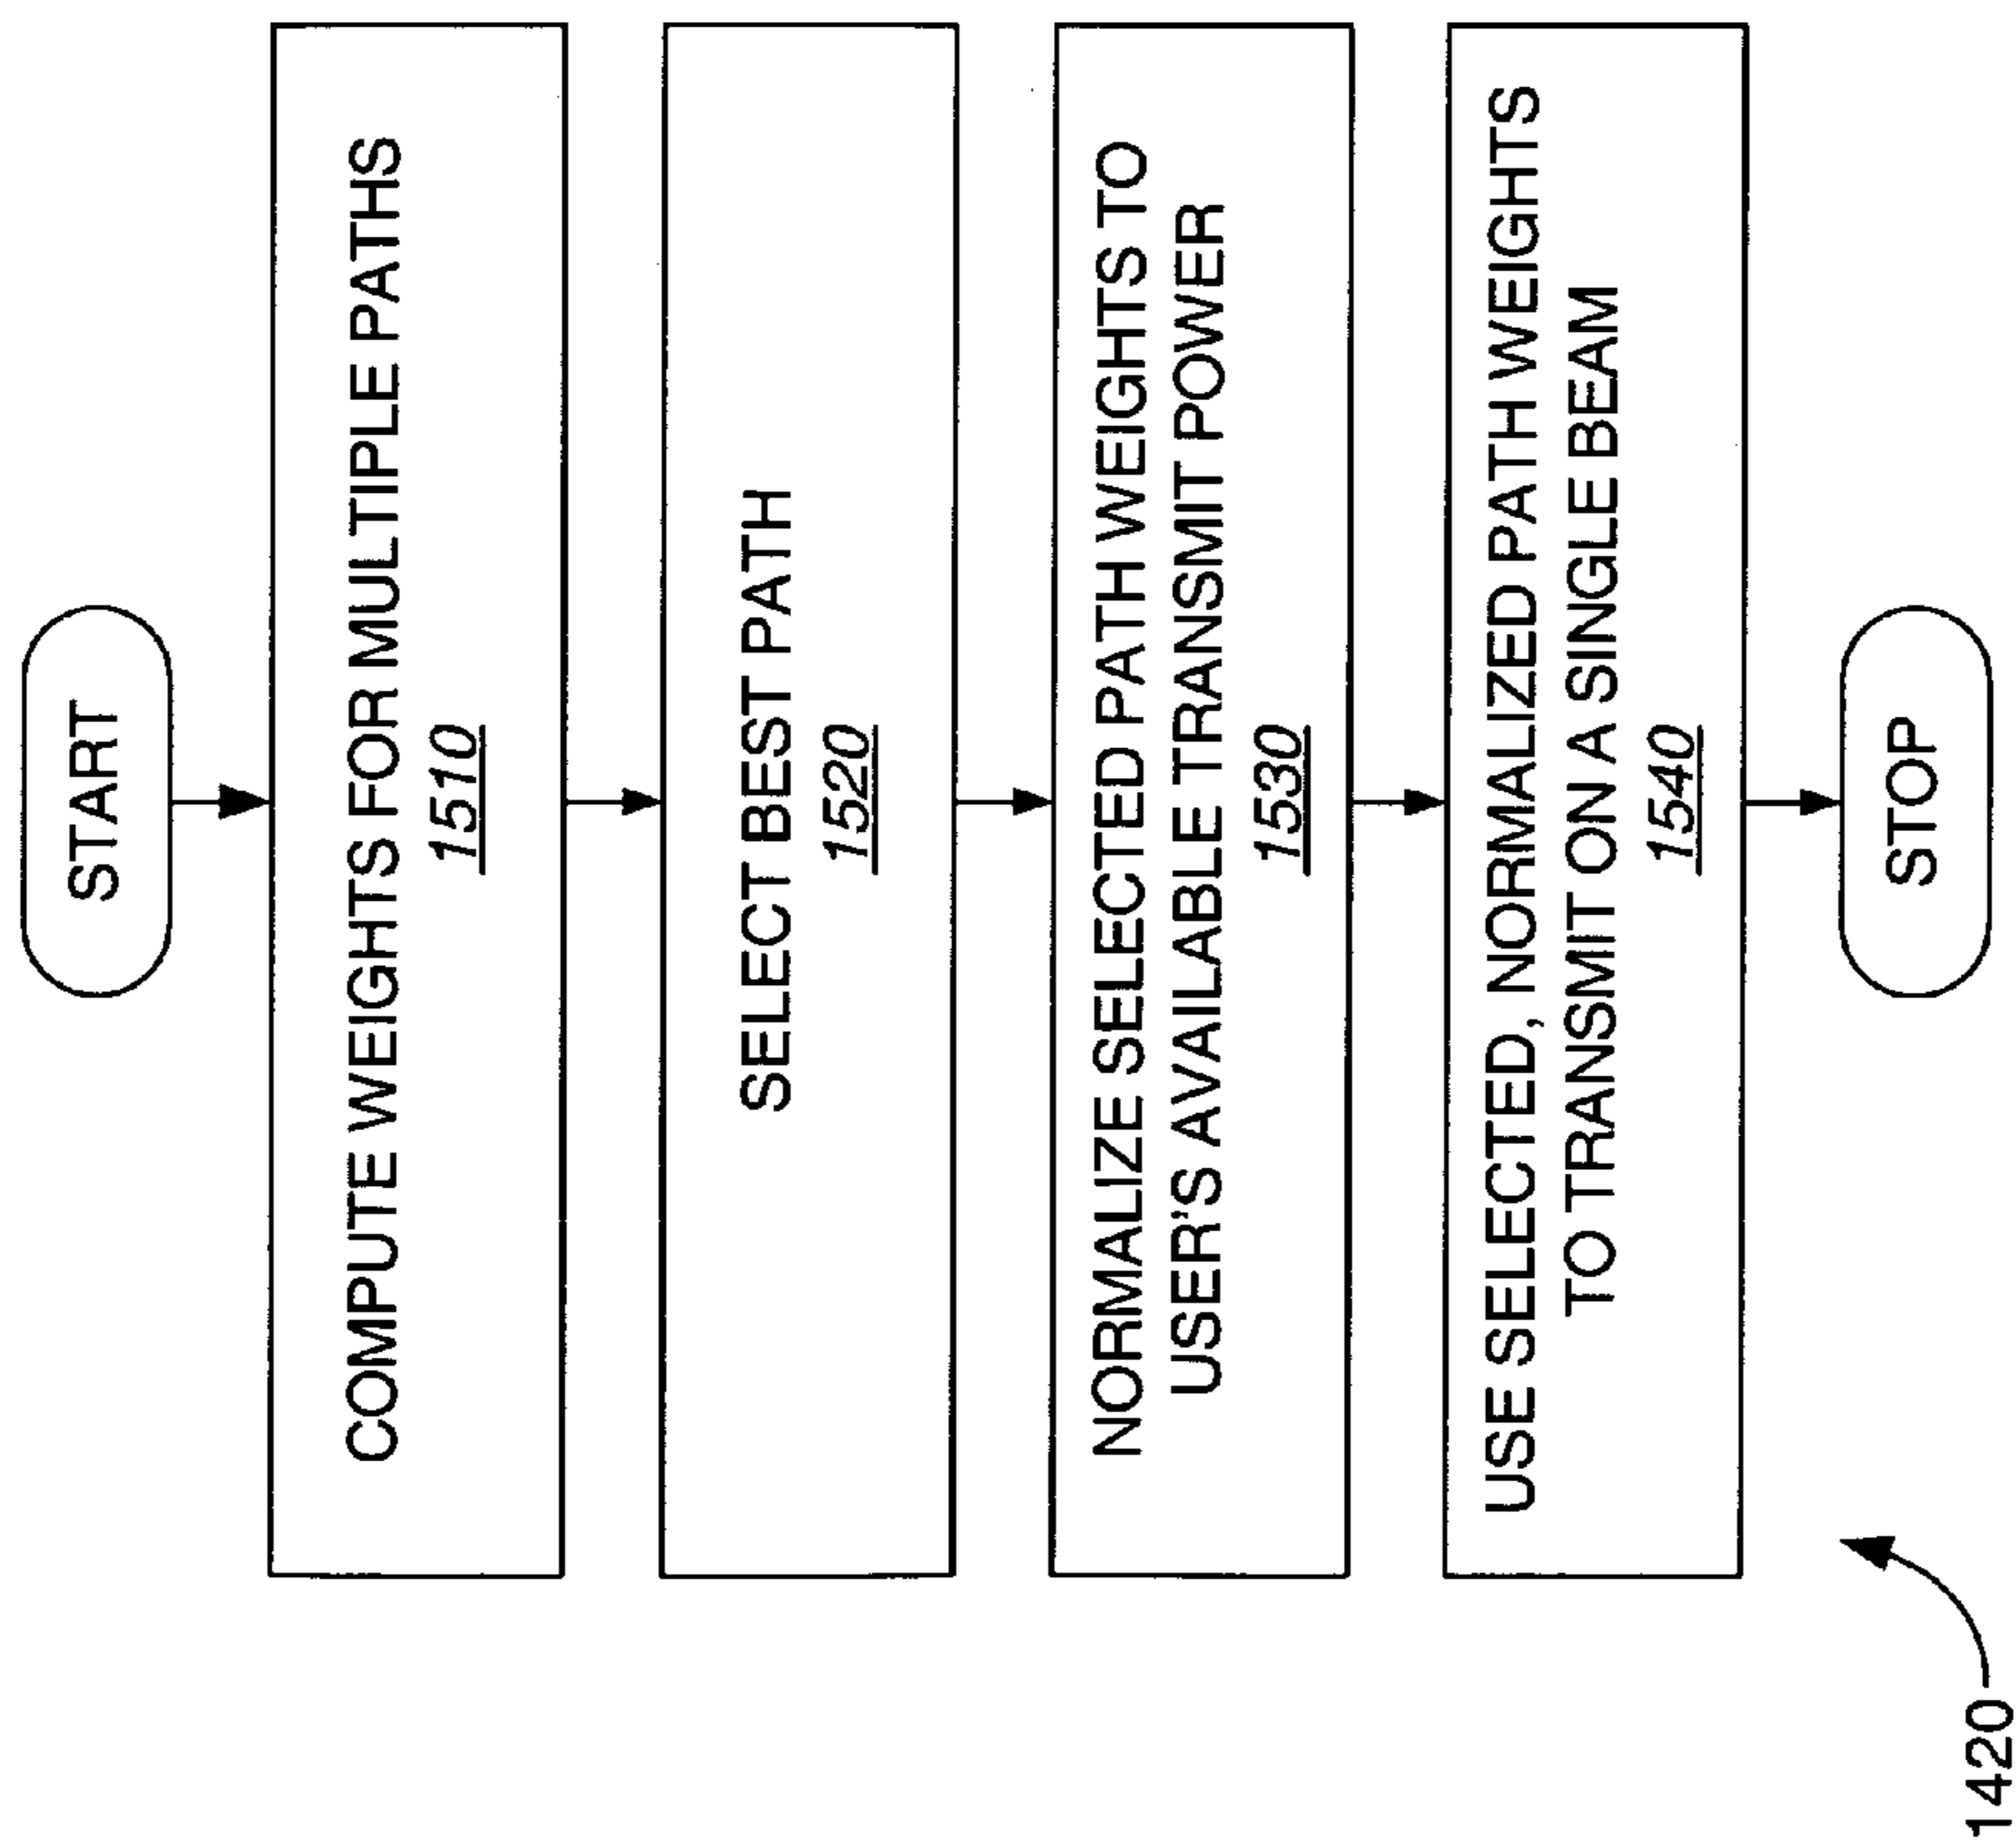 START
COMPUTE WEIGHTS FOR MULTIPLE PATHS
1510
SELECT BEST PATH
1520
NORMALIZE SELECTED PATH WEIGHTS TO
USER'S AVAILABLE TRANSMIT POWER
1530
USE SELECTED, NORMALIZED PATH WEIGHTS
TO TRANSMIT ON A SINGLE BEAM
1540
STOP
1420